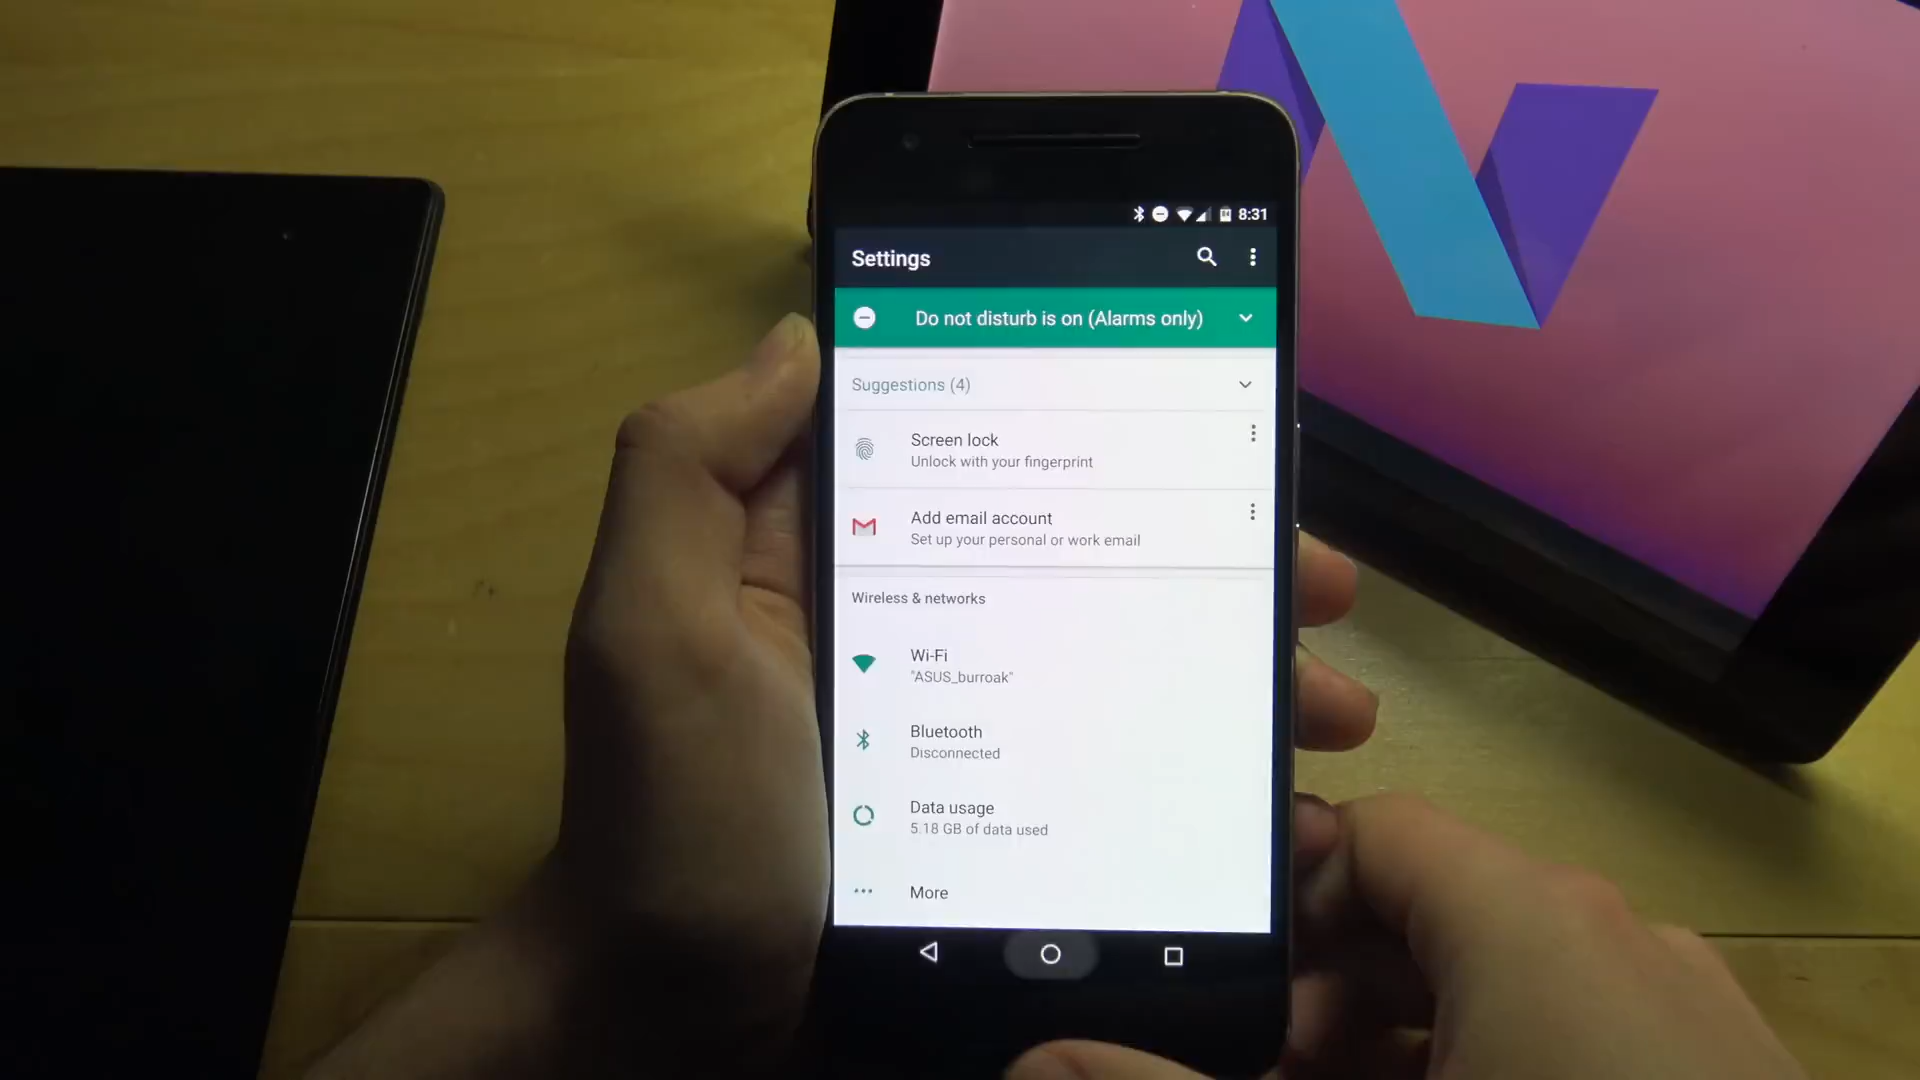 8:31
Settings
Do not disturb is on (Alarms only)
Suggestions (4)
Screen lock
Unlock with your fingerprint
Add email account
Set up your personal or work email
Wireless & networks
Wi-Fi
"ASUS_burroak"
Bluetooth
Disconnected
Data usage
5.18 GB of data used
More